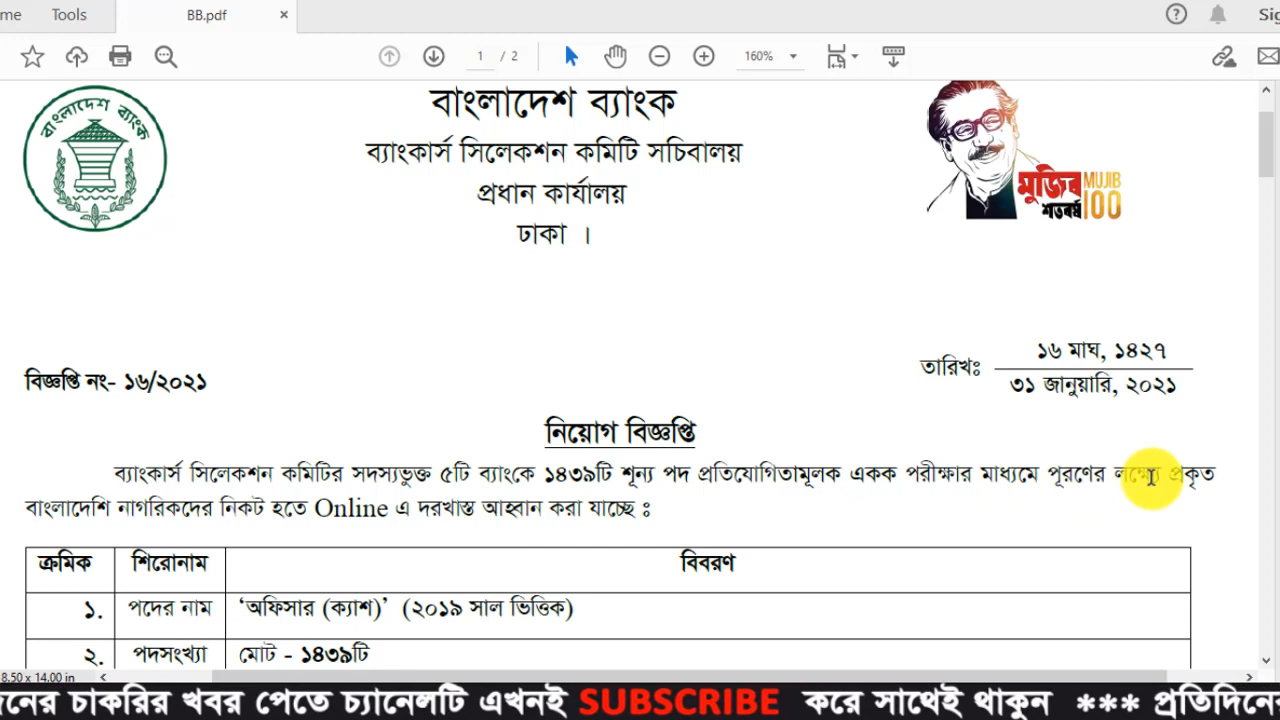 me Tools BB.pdf × ? Sig
1 / 2 160%
বাংলাদেশ ব্যাংক
বাংলাদেশ ব্যাংক
ব্যাংকার্স সিলেকশন কমিটি সচিবালয়
প্রধান কার্যালয়
ঢাকা ।
মুজিব MUJIB
শতবর্ষ 100
বিজ্ঞপ্তি নং- ১৬/২০২১
তারিখঃ ১৬ মাঘ, ১৪২৭
৩১ জানুয়ারি, ২০২১
নিয়োগ বিজ্ঞপ্তি
ব্যাংকার্স সিলেকশন কমিটির সদস্যভুক্ত ৫টি ব্যাংকে ১৪৩৯টি শূন্য পদ প্রতিযোগিতামূলক একক পরীক্ষার মাধ্যমে পূরণের লক্ষ্যে প্রকৃত
বাংলাদেশি নাগরিকদের নিকট হতে Online এ দরখাস্ত আহ্বান করা যাচ্ছে ঃ
ক্রমিক শিরোনাম বিবরণ
১. পদের নাম ‘অফিসার (ক্যাশ)’ (২০১৯ সাল ভিত্তিক)
২. পদসংখ্যা মোট - ১৪৩৯টি
8.50 x 14.00 in
জনের চাকরির খবর পেতে চ্যানেলটি এখনই SUBSCRIBE করে সাথেই থাকুন *** প্রতিদিনে